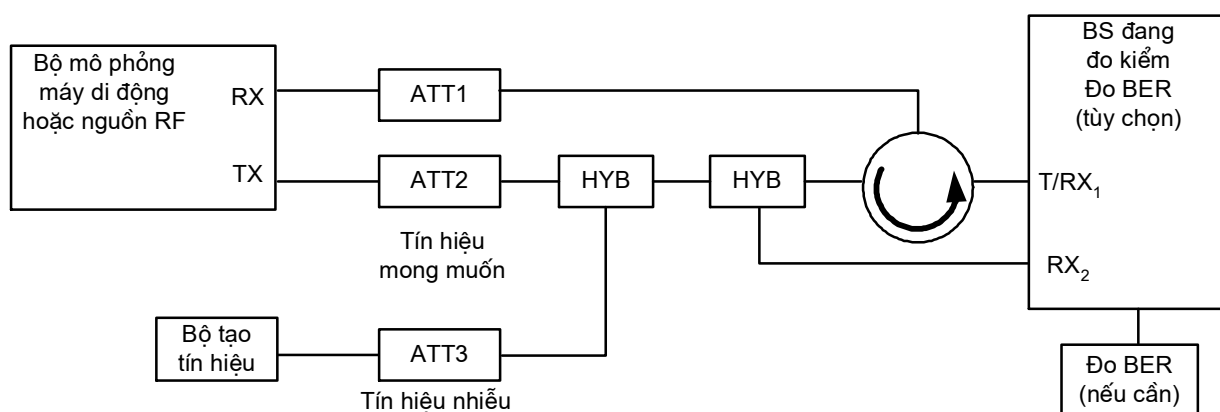 Bộ mô phỏng
máy di động
hoặc nguồn RF
RX
TX
ATT1
ATT2
Tín hiệu
mong muốn
HYB
HYB
BS đang
đo kiểm
Đo BER
(tùy chọn)
T/RX₁
RX₂
Bộ tạo
tín hiệu
ATT3
Tín hiệu nhiễu
Đo BER
(nếu cần)